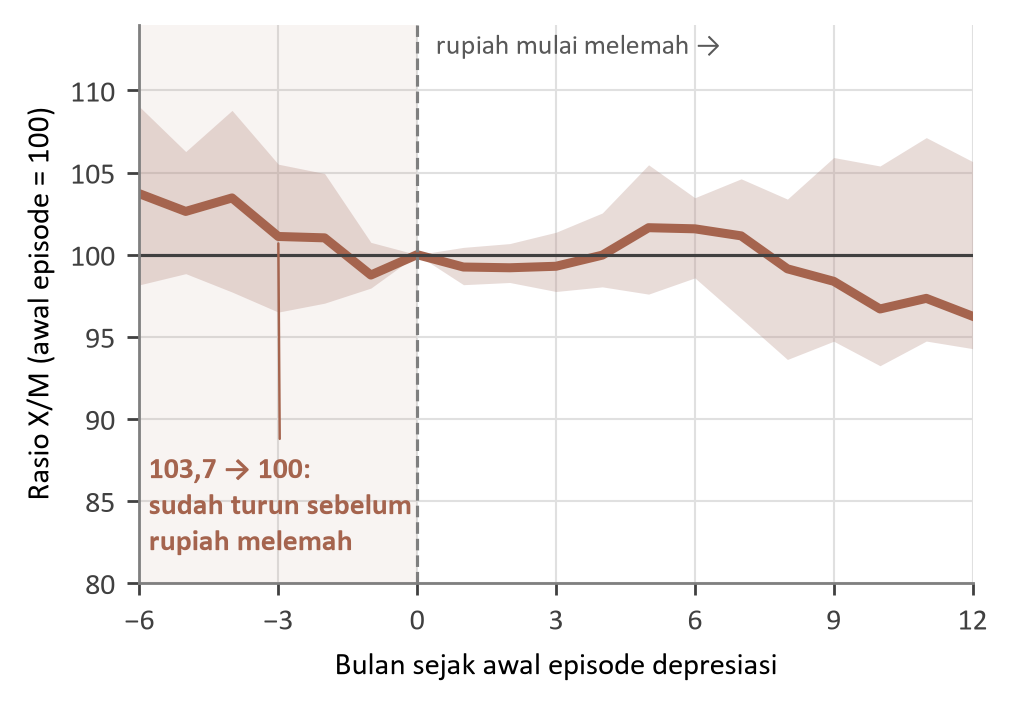 rupiah mulai melemah →
Rasio X/M (awal episode = 100)
110
105
100
95
90
85
80
103,7 → 100:
sudah turun sebelum
rupiah melemah
−6
−3
0
3
6
9
12
Bulan sejak awal episode depresiasi